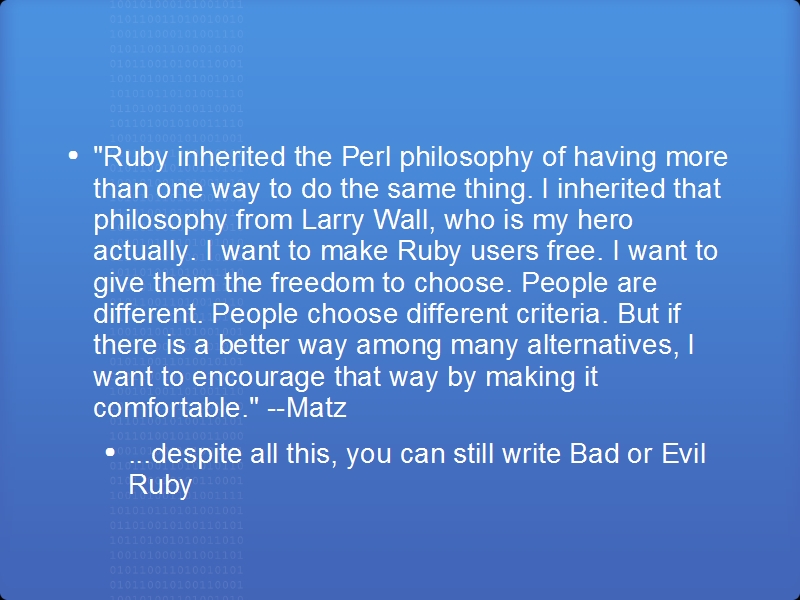 • "Ruby inherited the Perl philosophy of having more
than one way to do the same thing. I inherited that
philosophy from Larry Wall, who is my hero
actually. I want to make Ruby users free. I want to
give them the freedom to choose. People are
different. People choose different criteria. But if
there is a better way among many alternatives, I
want to encourage that way by making it
comfortable." --Matz
• ...despite all this, you can still write Bad or Evil
Ruby